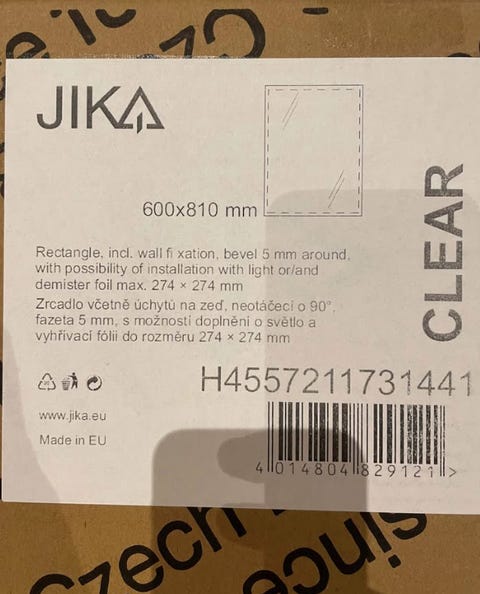 JIKA
600x810 mm
CLEAR
Rectangle, incl. wall fi xation, bevel 5 mm around,
with possibility of installation with light or/and
demister foil max. 274 × 274 mm
Zrcadlo včetně úchytů na zeď, neotáčecí o 90°,
fazeta 5 mm, s možností doplnění o světlo a
vyhřívací fólii do rozměru 274 × 274 mm
H4557211731441
www.jika.eu
Made in EU
4 014804 829121 >
Czech
since